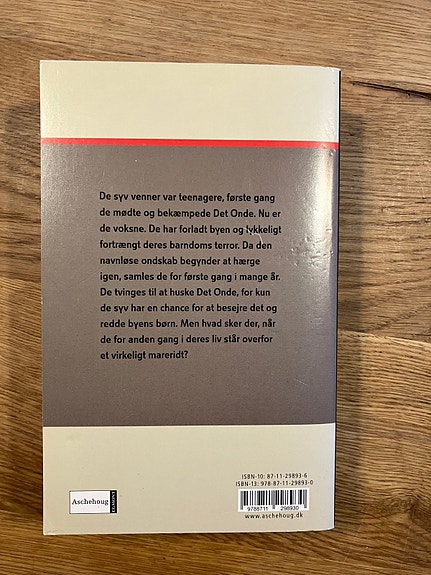 De syv venner var teenagere, første gang
de mødte og bekæmpede Det Onde. Nu er
de voksne. De har forladt byen og lykkeligt
fortrængt deres barndoms terror. Da den
navnløse ondskab begynder at hærge
igen, samles de for første gang i mange år.
De tvinges til at huske Det Onde, for kun
de syv har en chance for at besejre det og
redde byens børn. Men hvad sker der, når
de for anden gang i deres liv står overfor
et virkeligt mareridt?
ISBN-10: 87-11-29893-6
ISBN-13: 978-87-11-29893-0
Aschehoug
EGMONT
9788711 298930
www.aschehoug.dk